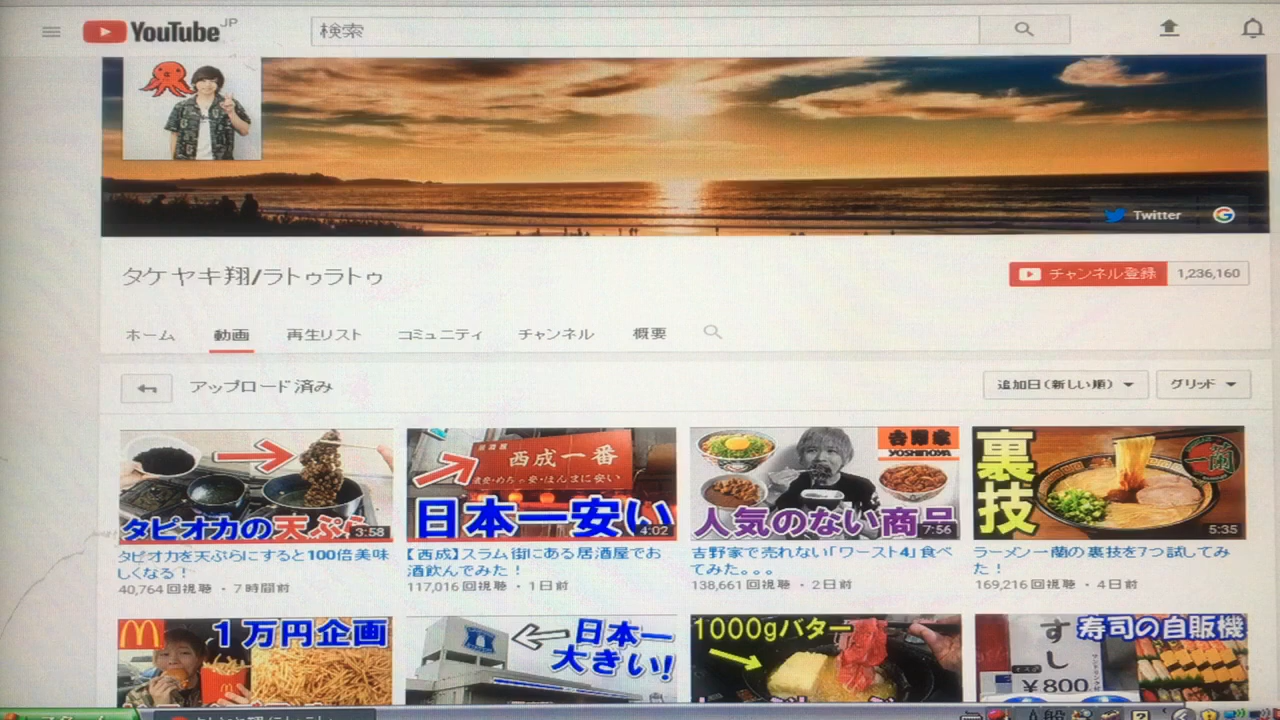 YouTube JP
検索
Twitter
タケヤキ翔/ラトゥラトゥ
チャンネル登録 1,236,160
ホーム 動画 再生リスト コミュニティ チャンネル 概要
アップロード済み 追加日(新しい順) グリッド
タピオカの天ぷら 3:58
居酒屋 西成一番
日本一安い 4:02
吉野家
YOSHINOYA
人気のない商品 7:56
裏技 一蘭 5:35
タピオカを天ぷらにすると100倍美味
しくなる!
40,764 回視聴 · 7 時間前
【西成】スラム街にある居酒屋でお
酒飲んでみた!
117,016 回視聴 · 1 日前
吉野家で売れない「ワースト4」食べ
てみた。。。
138,661 回視聴 · 2 日前
ラーメン一蘭の裏技を7つ試してみ
た!
169,216 回視聴 · 4 日前
1万円企画
日本一
大きい!
1000gバター
寿司の自販機
すし
¥800